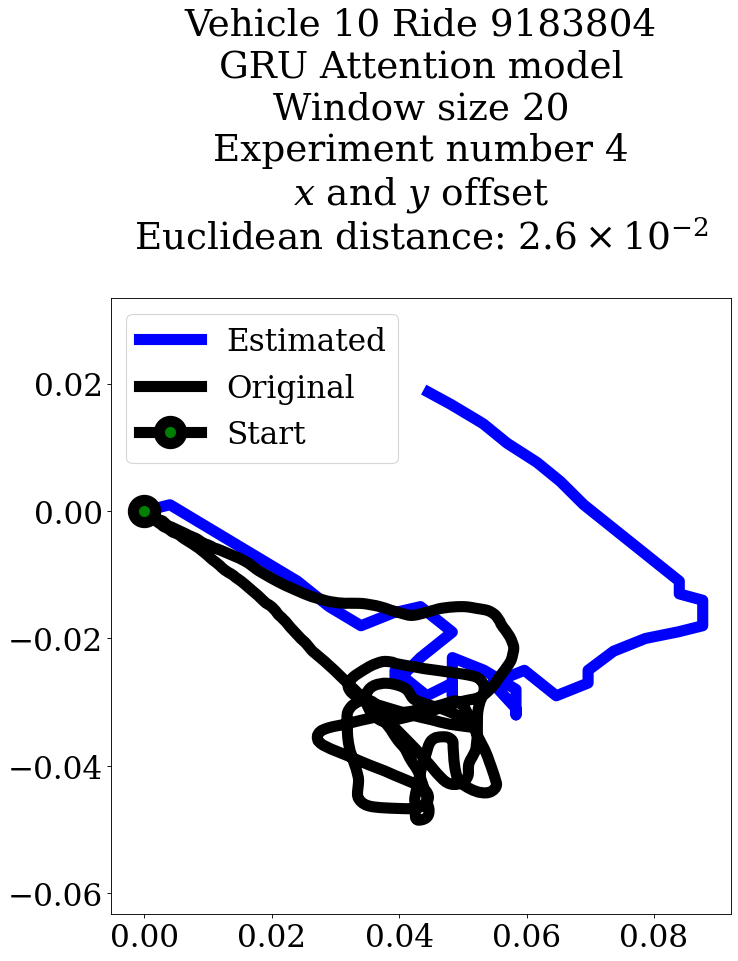 Vehicle 10 Ride 9183804
GRU Attention model
Window size 20
Experiment number 4
x and y offset
Euclidean distance: 2.6 × 10⁻²
Estimated
Original
Start
0.02
0.00
−0.02
−0.04
−0.06
0.00 0.02 0.04 0.06 0.08